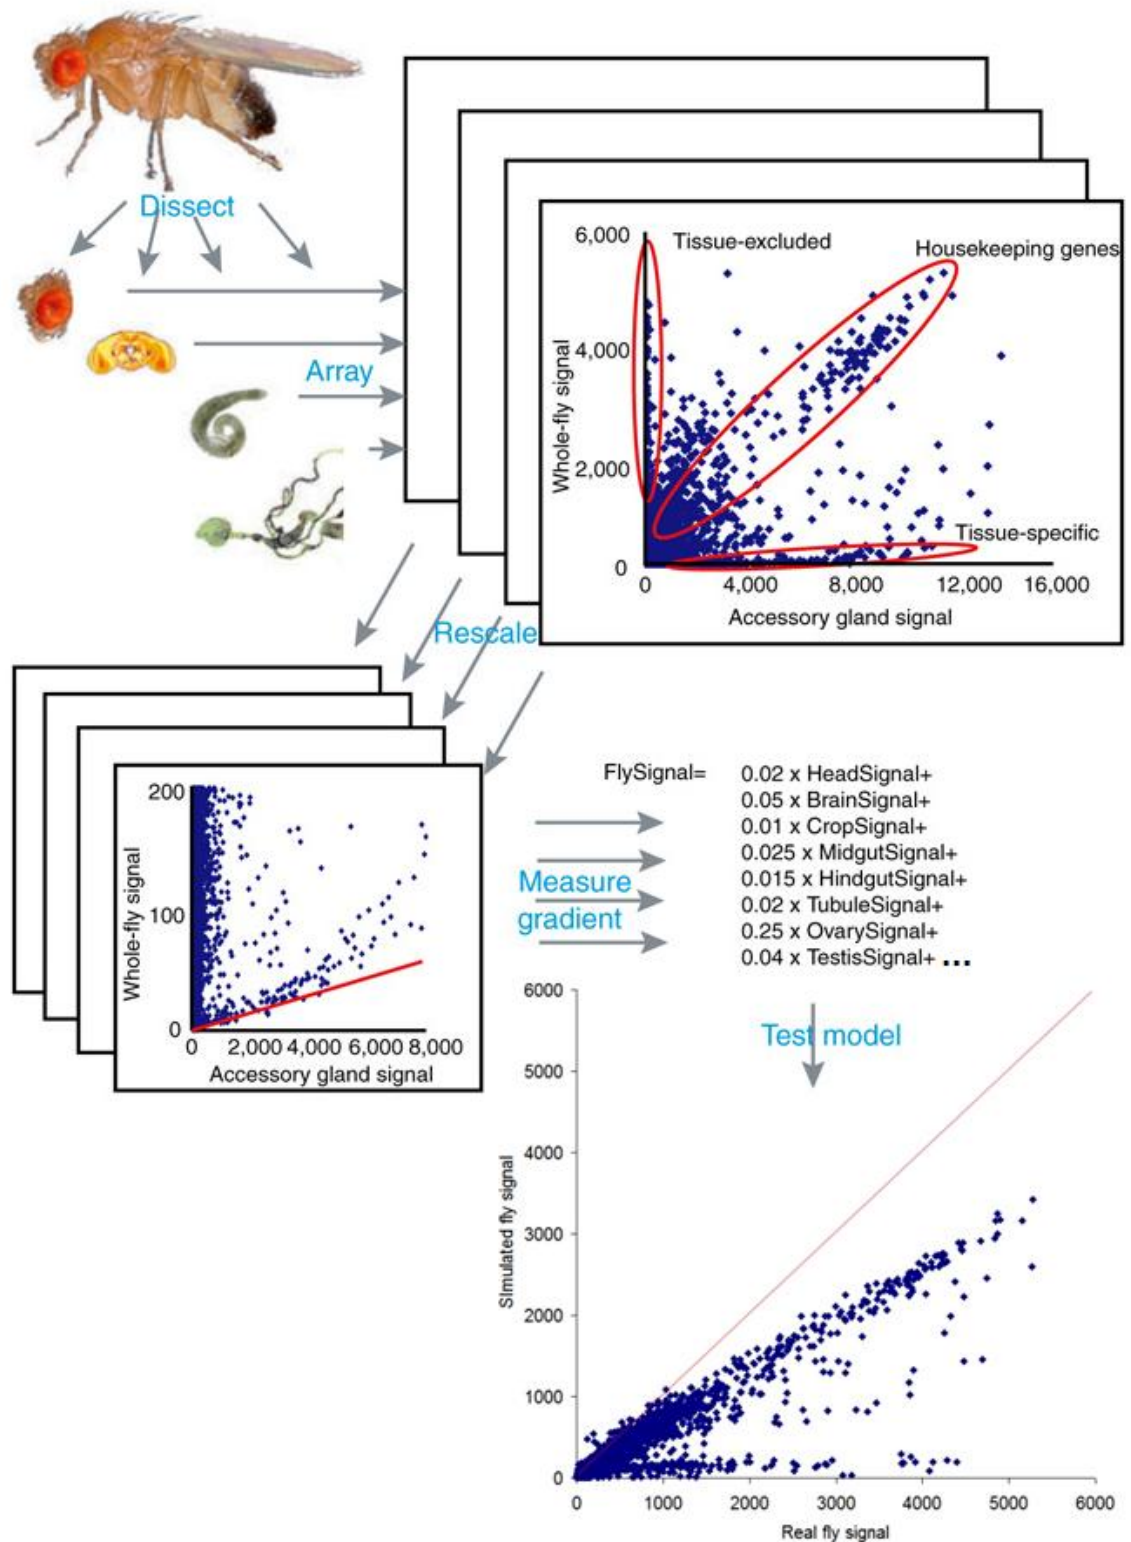 Dissect
Array
6,000
Tissue-excluded
Housekeeping genes
4,000
Whole-fly signal
2,000
Tissue-specific
0
0
4,000
8,000
12,000
16,000
Accessory gland signal
Rescale
200
Whole-fly signal
100
0
0
2,000
4,000
6,000
8,000
Accessory gland signal
Measure
gradient
FlySignal=
0.02 x HeadSignal+
0.05 x BrainSignal+
0.01 x CropSignal+
0.025 x MidgutSignal+
0.015 x HindgutSignal+
0.02 x TubuleSignal+
0.25 x OvarySignal+
0.04 x TestisSignal+ ...
Test model
6000
5000
4000
3000
2000
1000
0
SImulated fly signal
0
1000
2000
3000
4000
5000
6000
Real fly signal